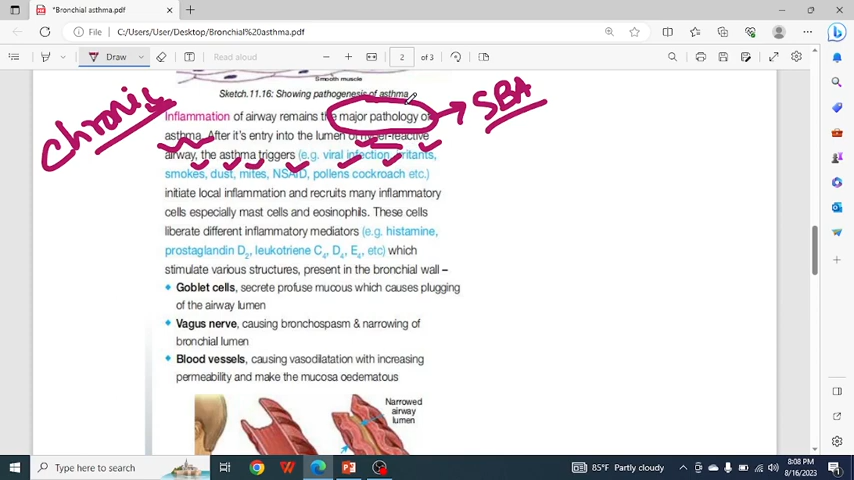 *Bronchial asthma.pdf
File
C:/Users/User/Desktop/Bronchial%20asthma.pdf
Draw
Read aloud
2
of 3
Smooth muscle
Sketch.11.16: Showing pathogenesis of asthma
chronic
SBA
Inflammation of airway remains the major pathology of
asthma. After it's entry into the lumen of hyper-reactive
airway, the asthma triggers (e.g. viral infection, irritants,
smokes, dust, mites, NSAID, pollens cockroach etc.)
initiate local inflammation and recruits many inflammatory
cells especially mast cells and eosinophils. These cells
liberate different inflammatory mediators (e.g. histamine,
prostaglandin D2, leukotriene C4, D4, E4, etc) which
stimulate various structures, present in the bronchial wall –
Goblet cells, secrete profuse mucous which causes plugging
of the airway lumen
Vagus nerve, causing bronchospasm & narrowing of
bronchial lumen
Blood vessels, causing vasodilatation with increasing
permeability and make the mucosa oedematous
Narrowed
airway
lumen
Type here to search
85°F Partly cloudy
8:08 PM
8/16/2023